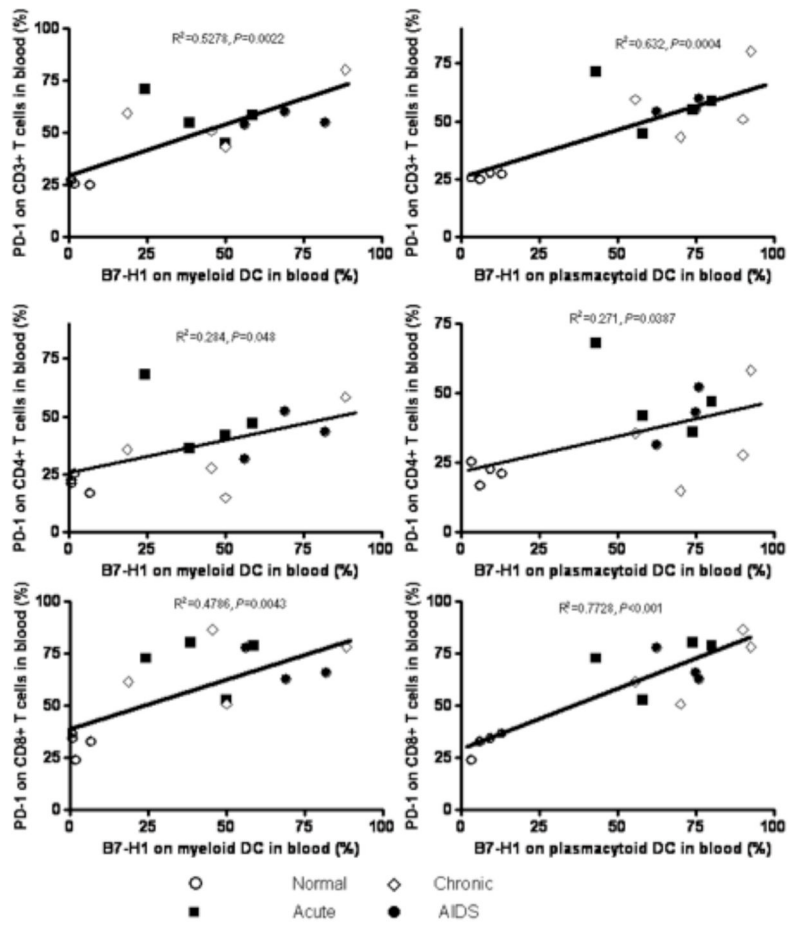 R²=0.5278, P=0.0022
PD-1 on CD3+ T cells in blood (%)
100
75
50
25
0
0 25 50 75 100
B7-H1 on myeloid DC in blood (%)
R²=0.632, P=0.0004
PD-1 on CD3+ T cells in blood (%)
75
50
25
0
0 25 50 75 100
B7-H1 on plasmacytoid DC in blood (%)
R²=0.284, P=0.048
PD-1 on CD4+ T cells in blood (%)
75
50
25
0
0 25 50 75 100
B7-H1 on myeloid DC in blood (%)
R²=0.271, P=0.0387
PD-1 on CD4+ T cells in blood (%)
75
50
25
0
0 25 50 75 100
B7-H1 on plasmacytoid DC in blood (%)
R²=0.4786, P=0.0043
PD-1 on CD8+ T cells in blood (%)
100
75
50
25
0
0 25 50 75 100
B7-H1 on myeloid DC in blood (%)
R²=0.7728, P<0.001
PD-1 on CD8+ T cells in blood (%)
100
75
50
25
0
0 25 50 75 100
B7-H1 on plasmacytoid DC in blood (%)
Normal Chronic
Acute AIDS